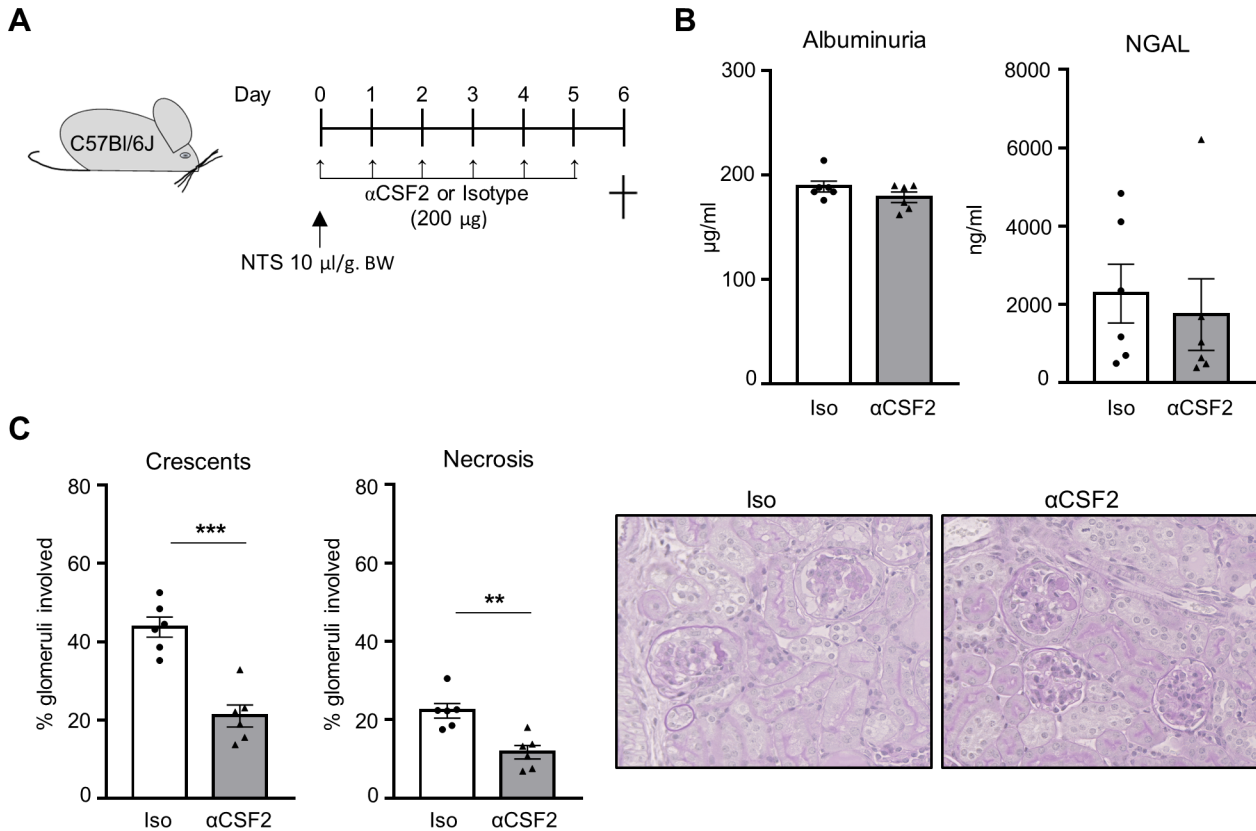 A
C57Bl/6J
Day 0 1 2 3 4 5 6
αCSF2 or Isotype
(200 µg)
NTS 10 µl/g. BW
B
Albuminuria
300
200
100
0
µg/ml
Iso αCSF2
NGAL
8000
6000
4000
2000
0
ng/ml
Iso αCSF2
C
Crescents
80
60
40
20
0
% glomeruli involved
***
Iso αCSF2
Necrosis
80
60
40
20
0
% glomeruli involved
**
Iso αCSF2
Iso
αCSF2